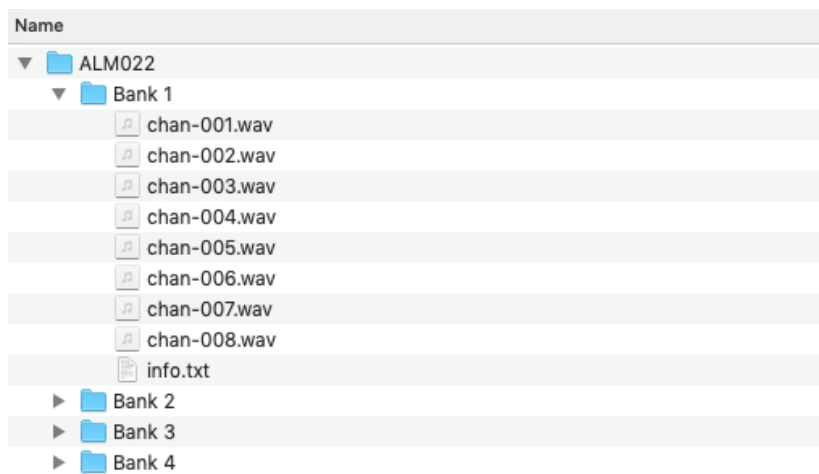 Name
ALM022
Bank 1
chan-001.wav
chan-002.wav
chan-003.wav
chan-004.wav
chan-005.wav
chan-006.wav
chan-007.wav
chan-008.wav
info.txt
Bank 2
Bank 3
Bank 4